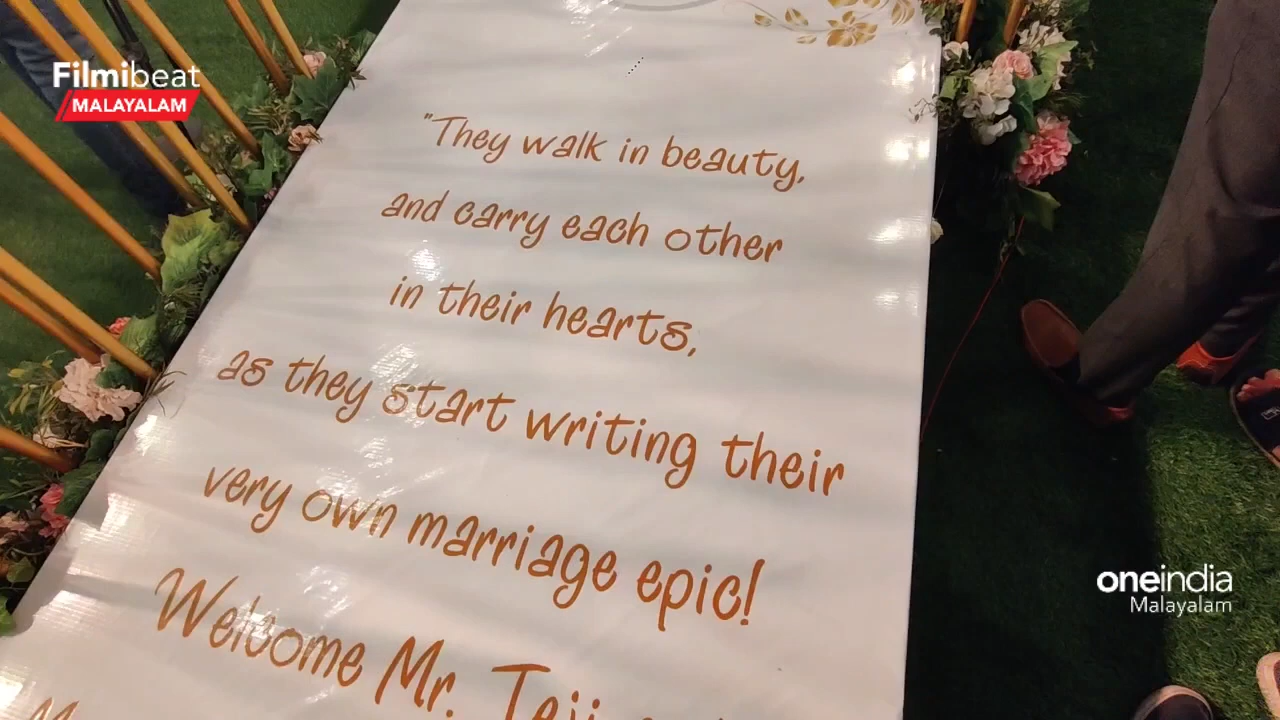 Filmibeat
MALAYALAM
"They walk in beauty,
and carry each other
in their hearts,
as they start writing their
very own marriage epic!
Welcome Mr.
oneindia
Malayalam